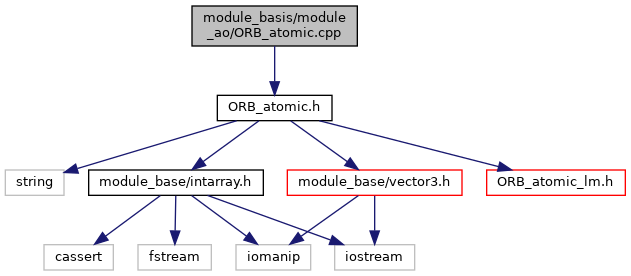 module_basis/module
_ao/ORB_atomic.cpp
ORB_atomic.h
string
module_base/intarray.h
module_base/vector3.h
ORB_atomic_lm.h
cassert
fstream
iomanip
iostream